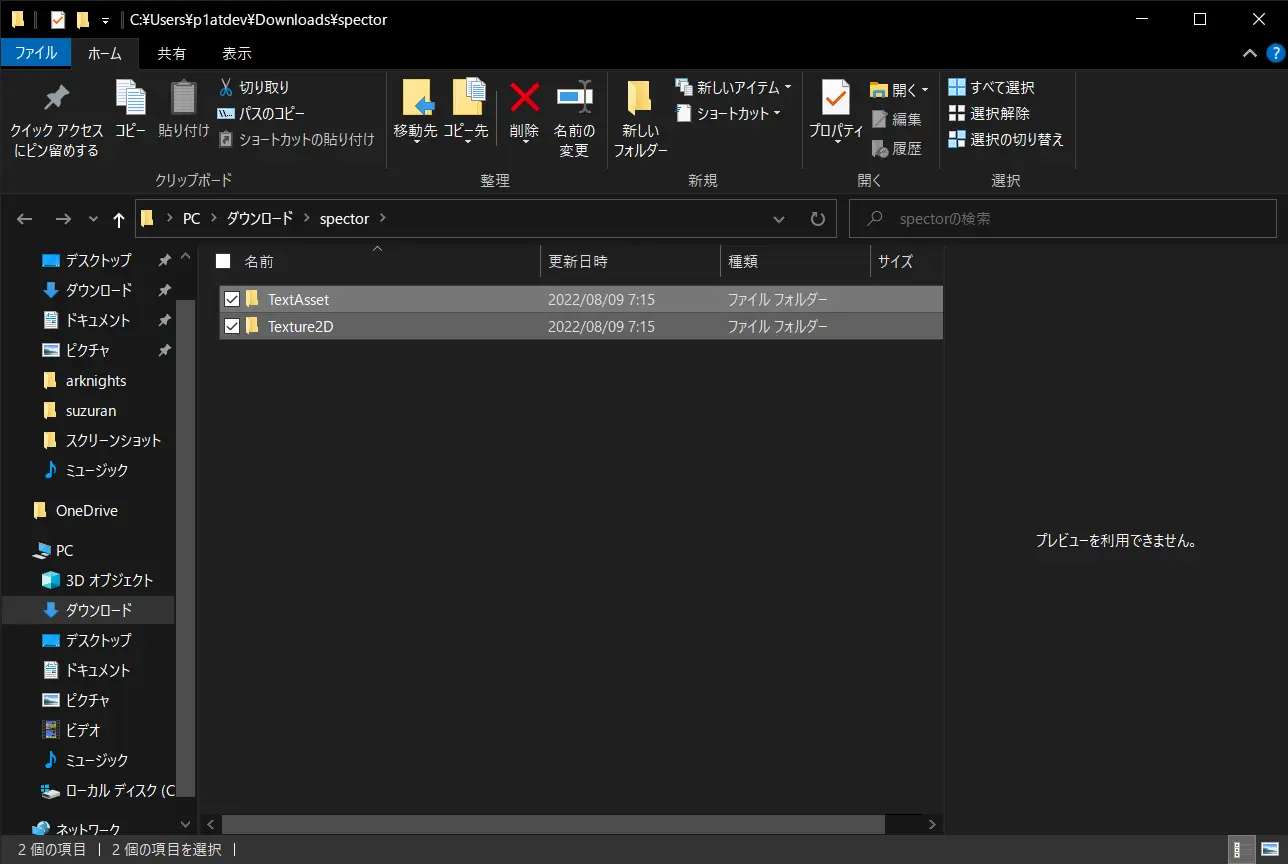 C:¥Users¥p1atdev¥Downloads¥spector
ファイル ホーム 共有 表示
クイック アクセス
にピン留めする
コピー
貼り付け
切り取り
パスのコピー
ショートカットの貼り付け
クリップボード
移動先
コピー先
削除
名前の
変更
整理
新しい
フォルダー
新しいアイテム
ショートカット
新規
プロパティ
開く
編集
履歴
開く
すべて選択
選択解除
選択の切り替え
選択
PC ダウンロード spector
spectorの検索
デスクトップ
ダウンロード
ドキュメント
ピクチャ
arknights
suzuran
スクリーンショット
ミュージック
OneDrive
PC
3D オブジェクト
ダウンロード
デスクトップ
ドキュメント
ピクチャ
ビデオ
ミュージック
ローカル ディスク (C
ネットワーク
名前 更新日時 種類 サイズ
TextAsset 2022/08/09 7:15 ファイル フォルダー
Texture2D 2022/08/09 7:15 ファイル フォルダー
プレビューを利用できません。
2 個の項目 2 個の項目を選択